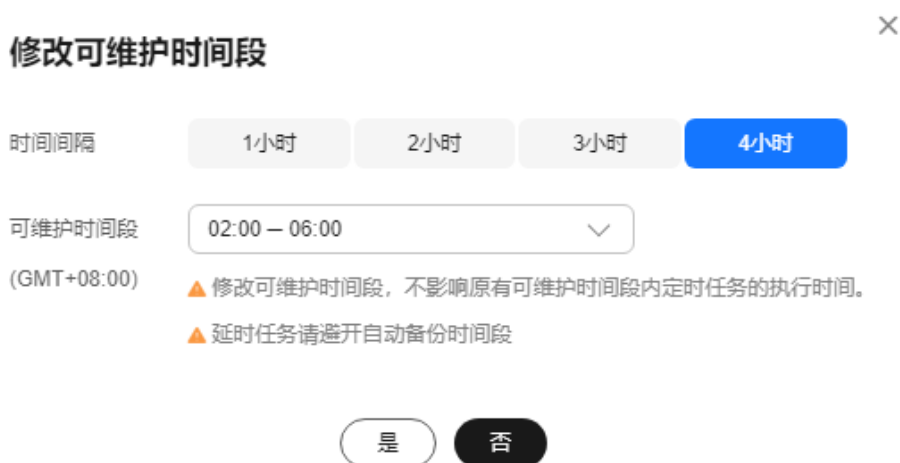 修改可维护时间段
时间间隔 1小时 2小时 3小时 4小时
可维护时间段 02:00 — 06:00
(GMT+08:00)
修改可维护时间段，不影响原有可维护时间段内定时任务的执行时间。
延时任务请避开自动备份时间段
是 否